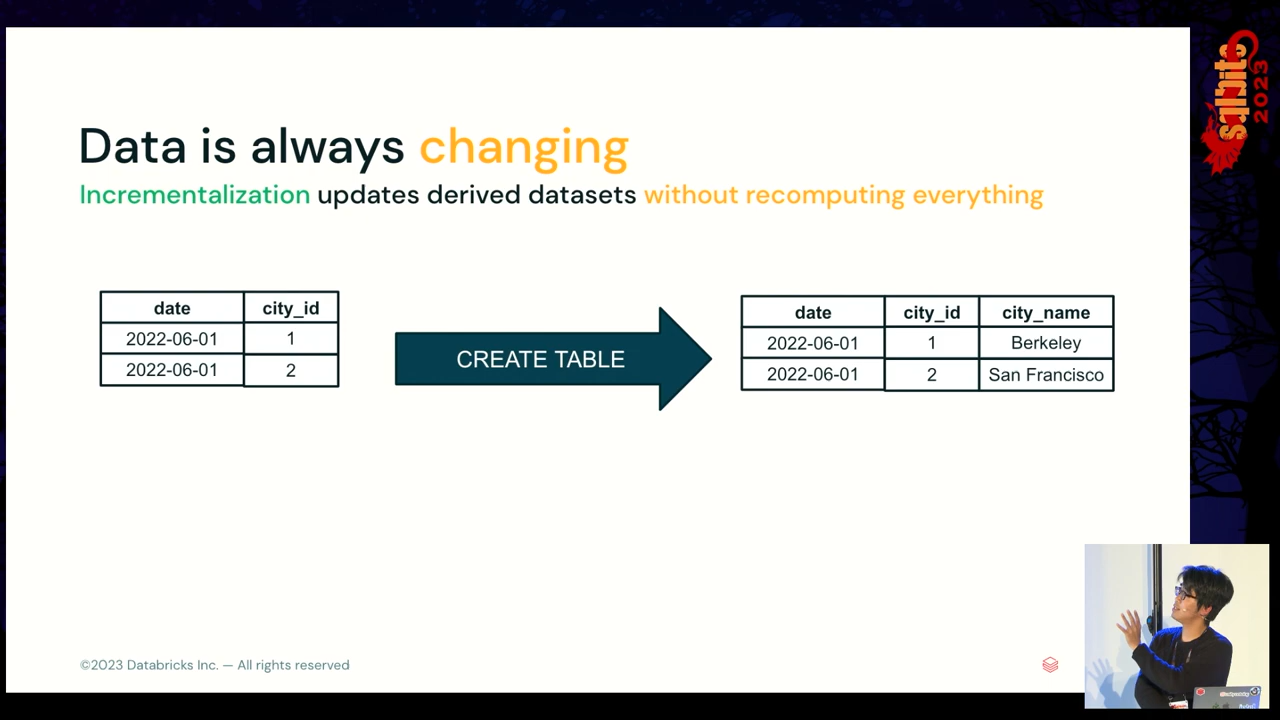 sqlbits
2023
Data is always changing
Incrementalization updates derived datasets without recomputing everything
date city_id
2022-06-01 1
2022-06-01 2
CREATE TABLE
date city_id city_name
2022-06-01 1 Berkeley
2022-06-01 2 San Francisco
©2023 Databricks Inc. — All rights reserved